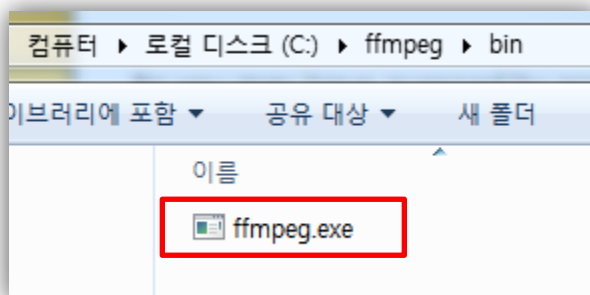 컴퓨터 ▶ 로컬 디스크 (C:) ▶ ffmpeg ▶ bin
이브러리에 포함 ▼ 공유 대상 ▼ 새 폴더
이름
ffmpeg.exe